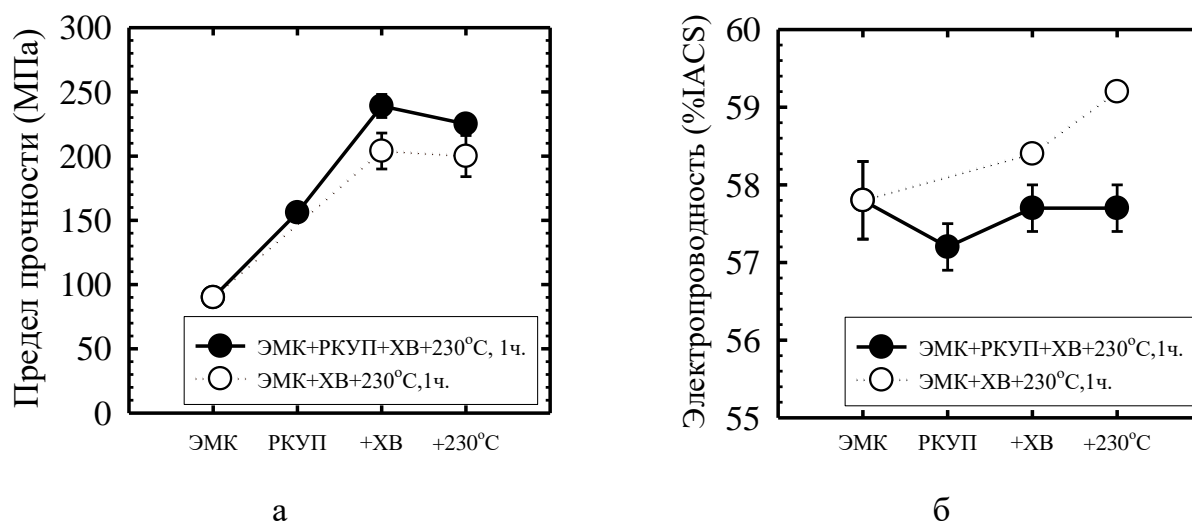 Предел прочности (МПа)
300
250
200
150
100
50
0
ЭМК+РКУП+ХВ+230°С, 1ч.
ЭМК+ХВ+230°С,1ч.
ЭМК РКУП +ХВ +230°С
а
Электропроводность (%IACS)
60
59
58
57
56
55
ЭМК+РКУП+ХВ+230°С,1ч.
ЭМК+ХВ+230°С,1ч.
ЭМК РКУП +ХВ +230°С
б